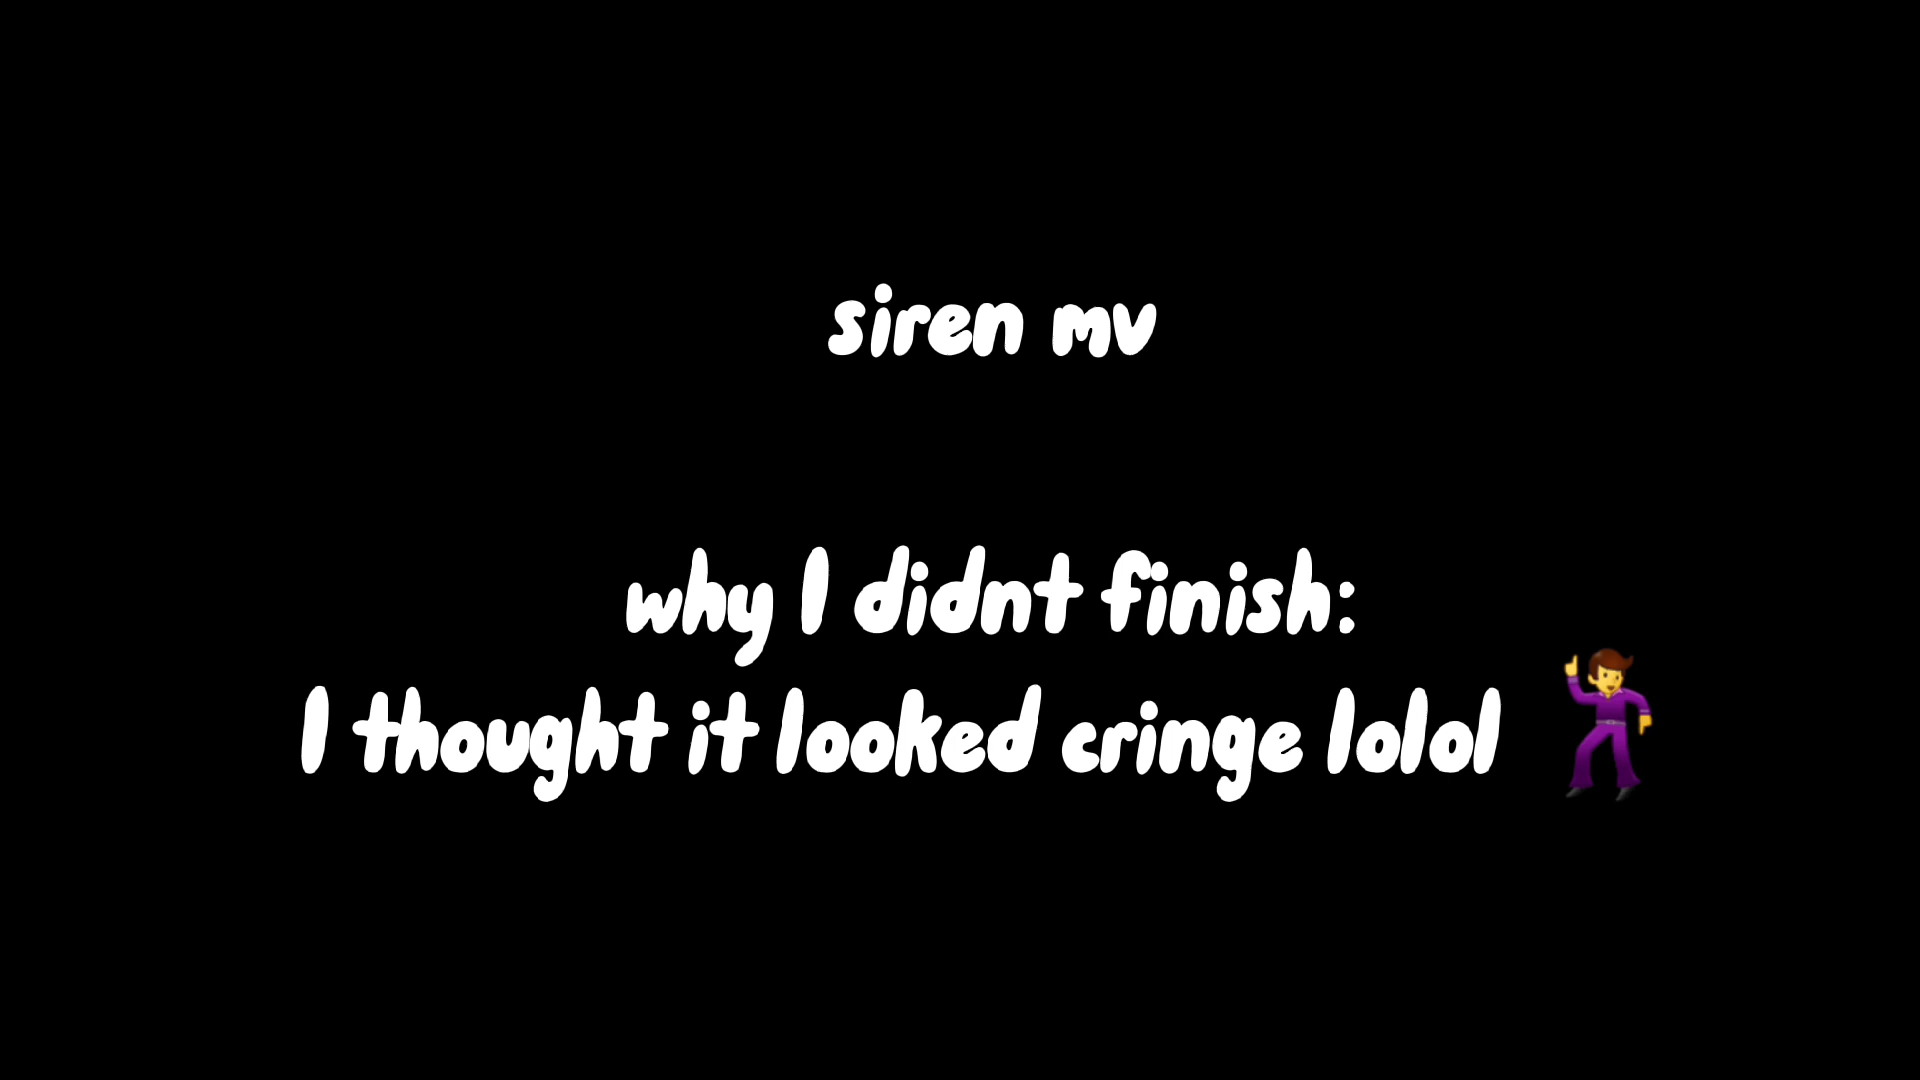 siren mv
why I didnt finish:
I thought it looked cringe lolol 🕺